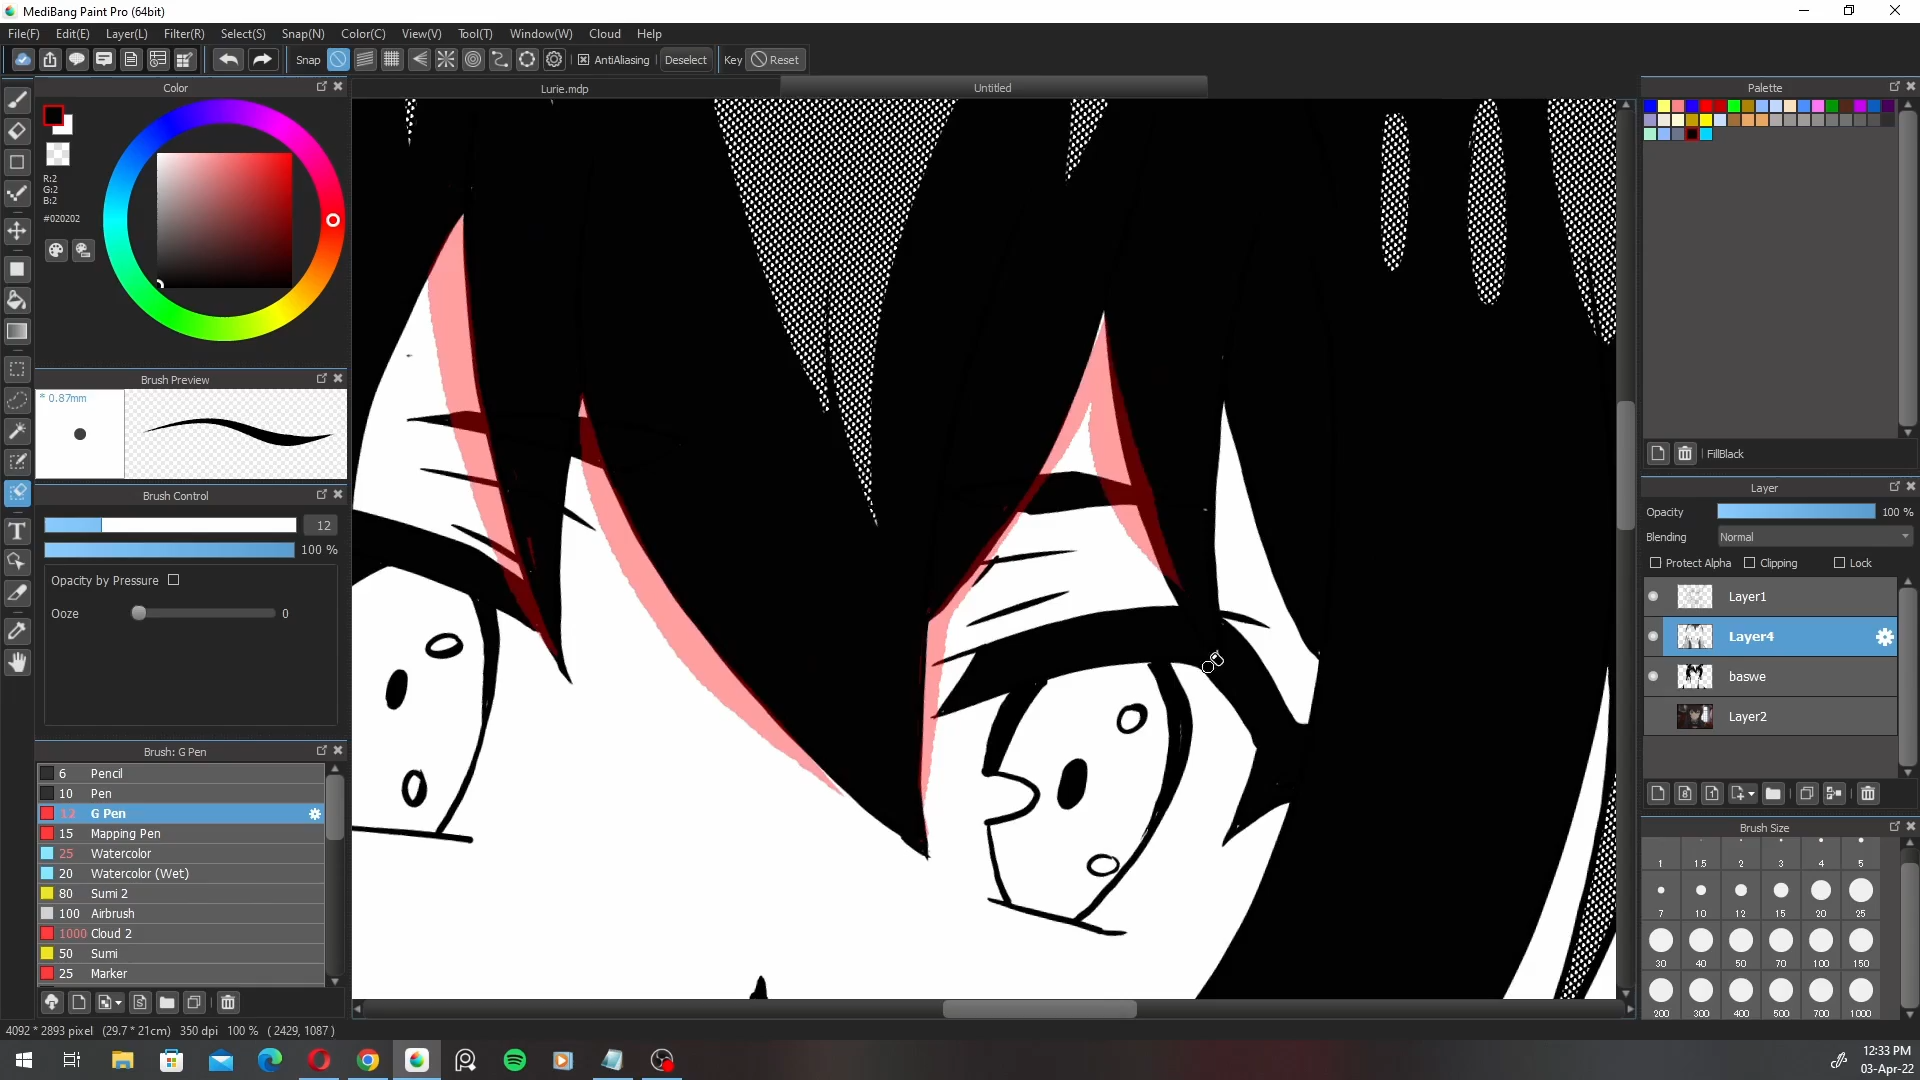 MediBang Paint Pro (64bit)
File(F) Edit(E) Layer(L) Filter(R) Select(S) Snap(N) Color(C) View(V) Tool(T) Window(W) Cloud Help
Snap AntiAliasing Deselect Key Reset
Color
Lurie.mdp
Untitled
Palette
R:2
G:2
B:2
#020202
Brush Preview
* 0.87mm
FillBlack
Layer
Brush Control
Opacity 100 %
12
Blending Normal
100 %
Protect Alpha Clipping Lock
Opacity by Pressure
Layer1
Ooze 0
Layer4
baswe
Layer2
Brush: G Pen
6 Pencil
10 Pen
12 G Pen
15 Mapping Pen
25 Watercolor
20 Watercolor (Wet)
80 Sumi 2
100 Airbrush
1000 Cloud 2
50 Sumi
25 Marker
Brush Size
1 1.5 2 3 4 5
7 10 12 15 20 25
30 40 50 70 100 150
200 300 400 500 700 1000
4092 * 2893 pixel (29.7 * 21cm) 350 dpi 100 % ( 2429, 1087 )
12:33 PM
03-Apr-22